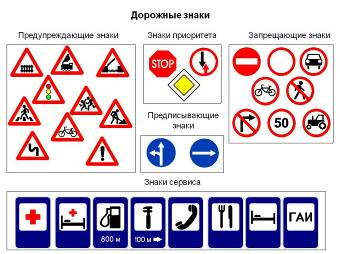 Дорожные знаки
Предупреждающие знаки
Знаки приоритета
Запрещающие знаки
STOP
Предписывающие
знаки
50
Знаки сервиса
800 м
100 м
ГАИ